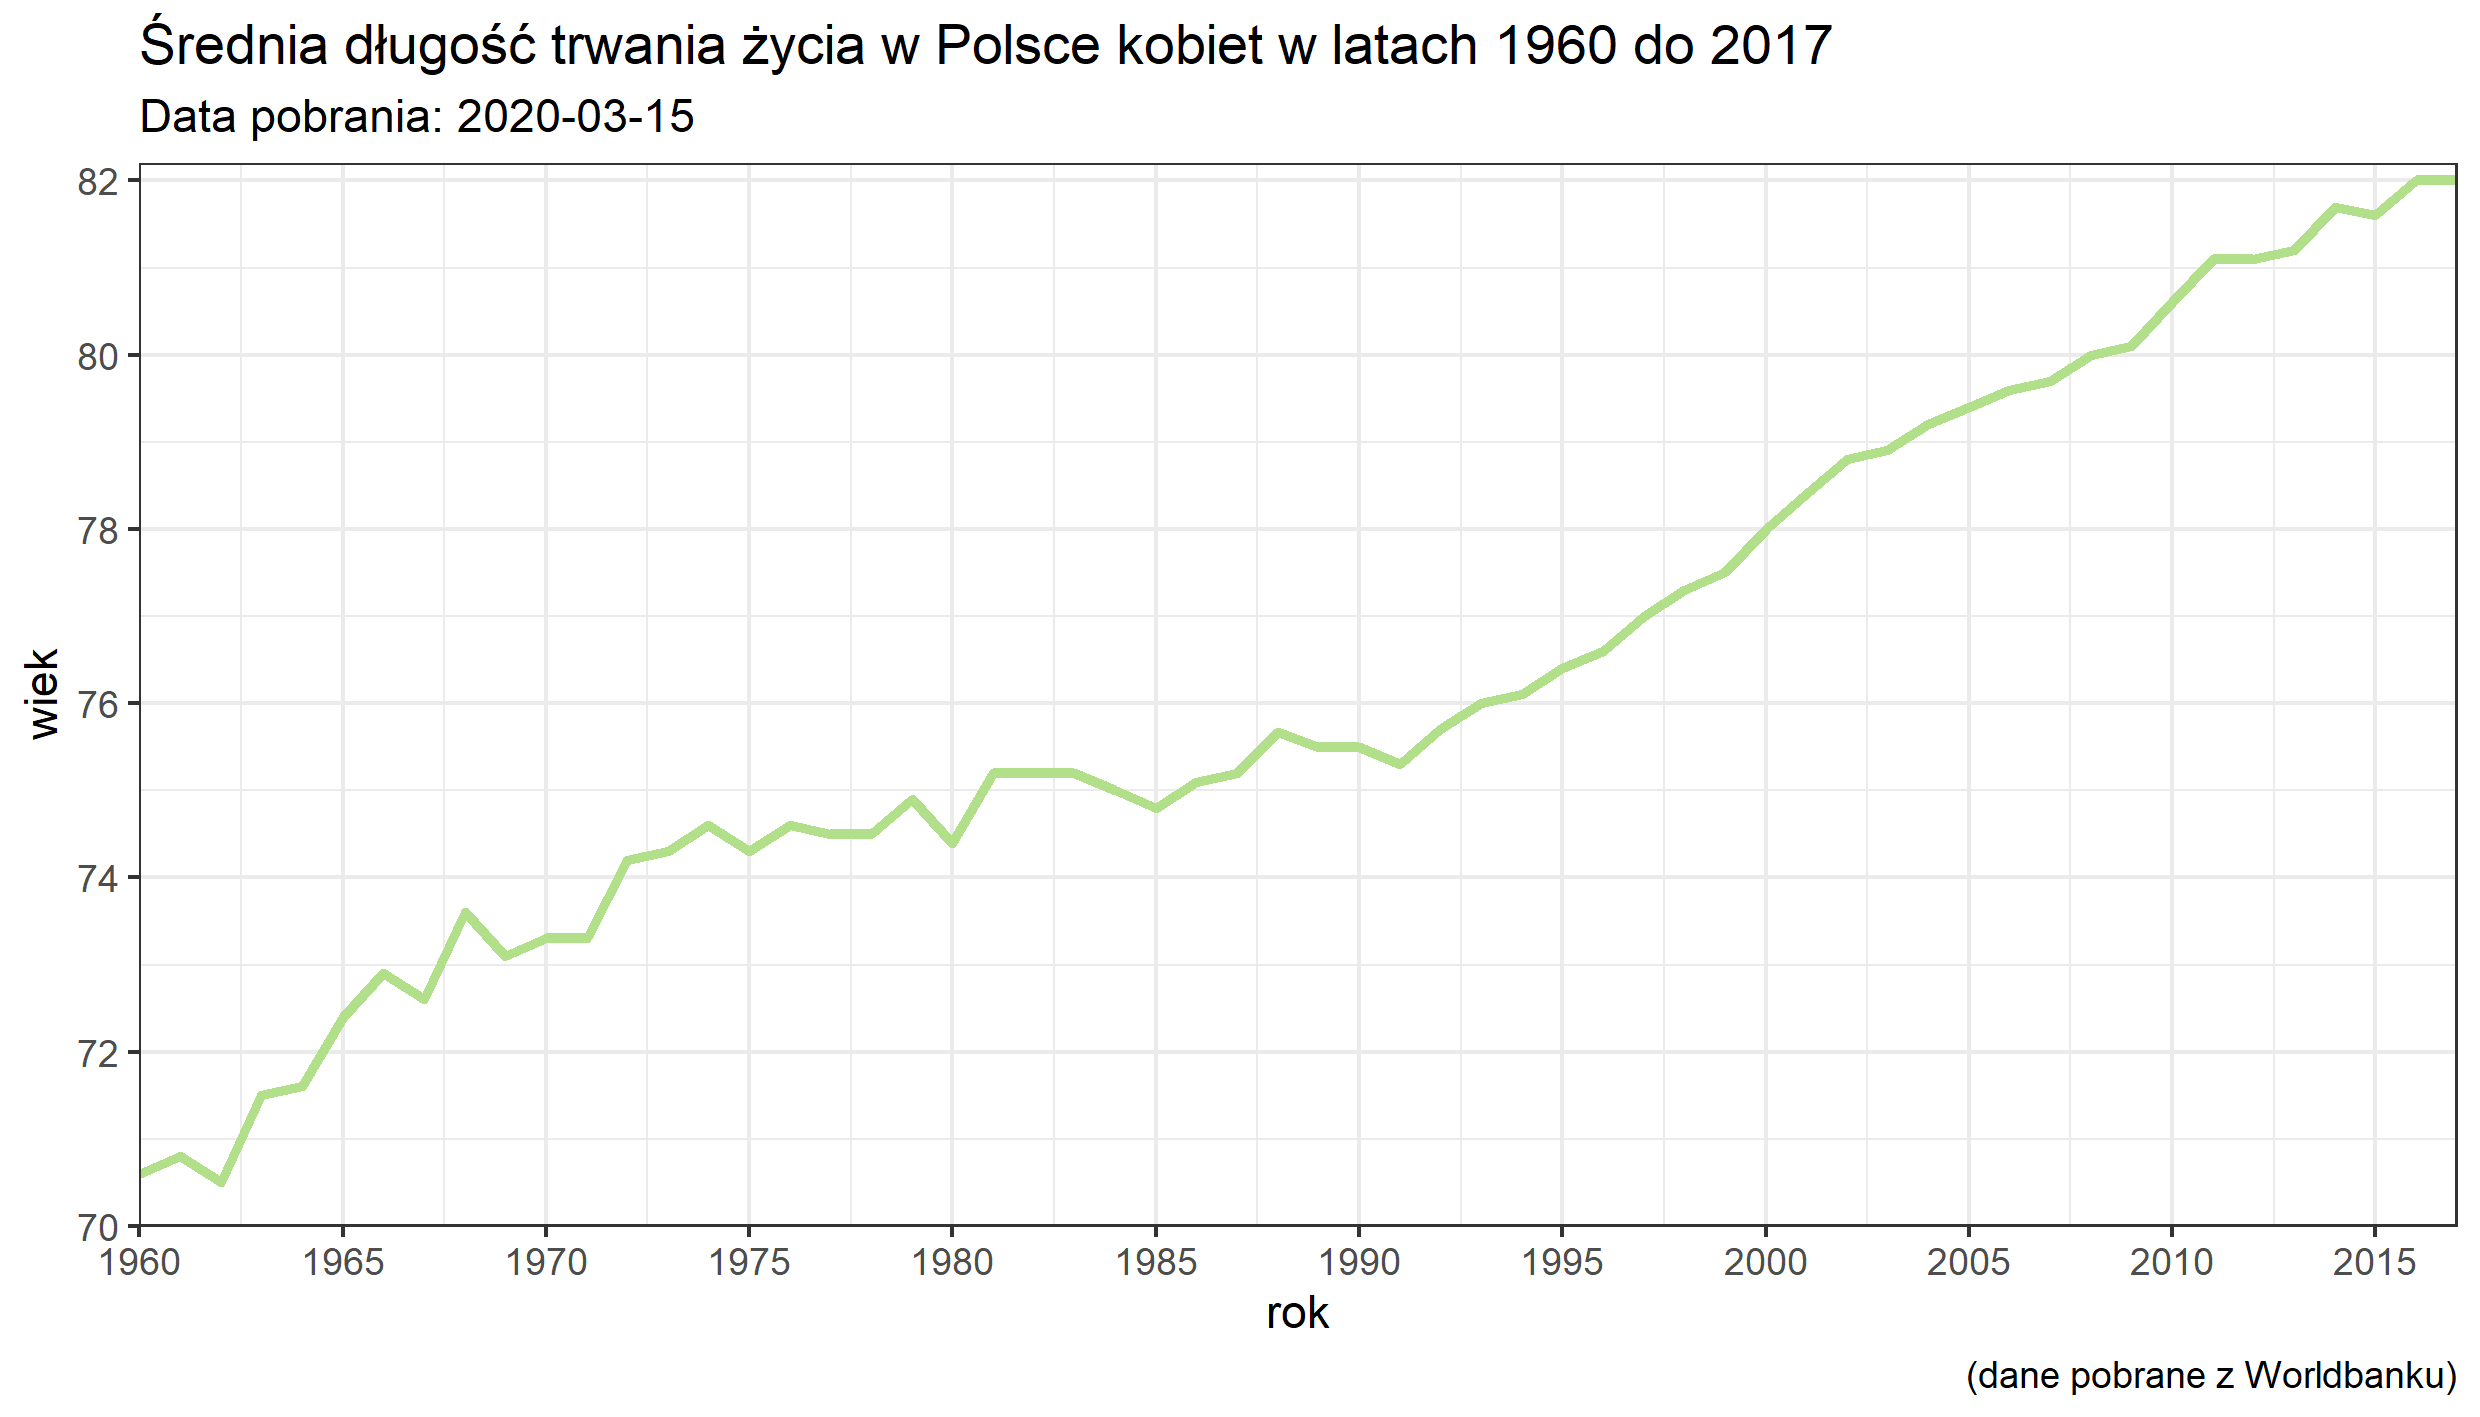 Średnia długość trwania życia w Polsce kobiet w latach 1960 do 2017
Data pobrania: 2020-03-15
82
80
78
76
74
72
70
wiek
1960 1965 1970 1975 1980 1985 1990 1995 2000 2005 2010 2015
rok
(dane pobrane z Worldbanku)